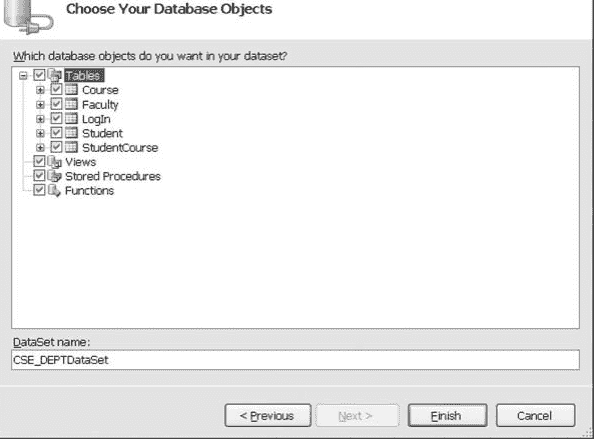 Choose Your Database Objects
Which database objects do you want in your dataset?
Tables
Course
Faculty
LogIn
Student
StudentCourse
Views
Stored Procedures
Functions
DataSet name:
CSE_DEPTDataSet
< Previous
Next >
Finish
Cancel